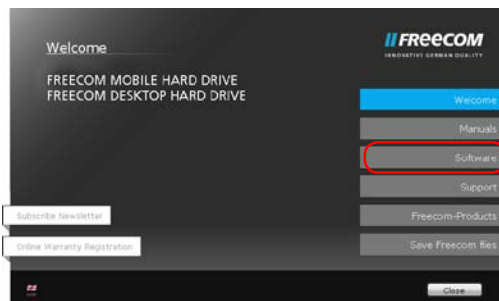 Welcome
FREECOM
INNOVATIVE GERMAN QUALITY
FREECOM MOBILE HARD DRIVE
FREECOM DESKTOP HARD DRIVE
Welcome
Manuals
Software
Support
Freecom-Products
Save Freecom files
Subscribe Newsletter
Online Warranty Registration
Close